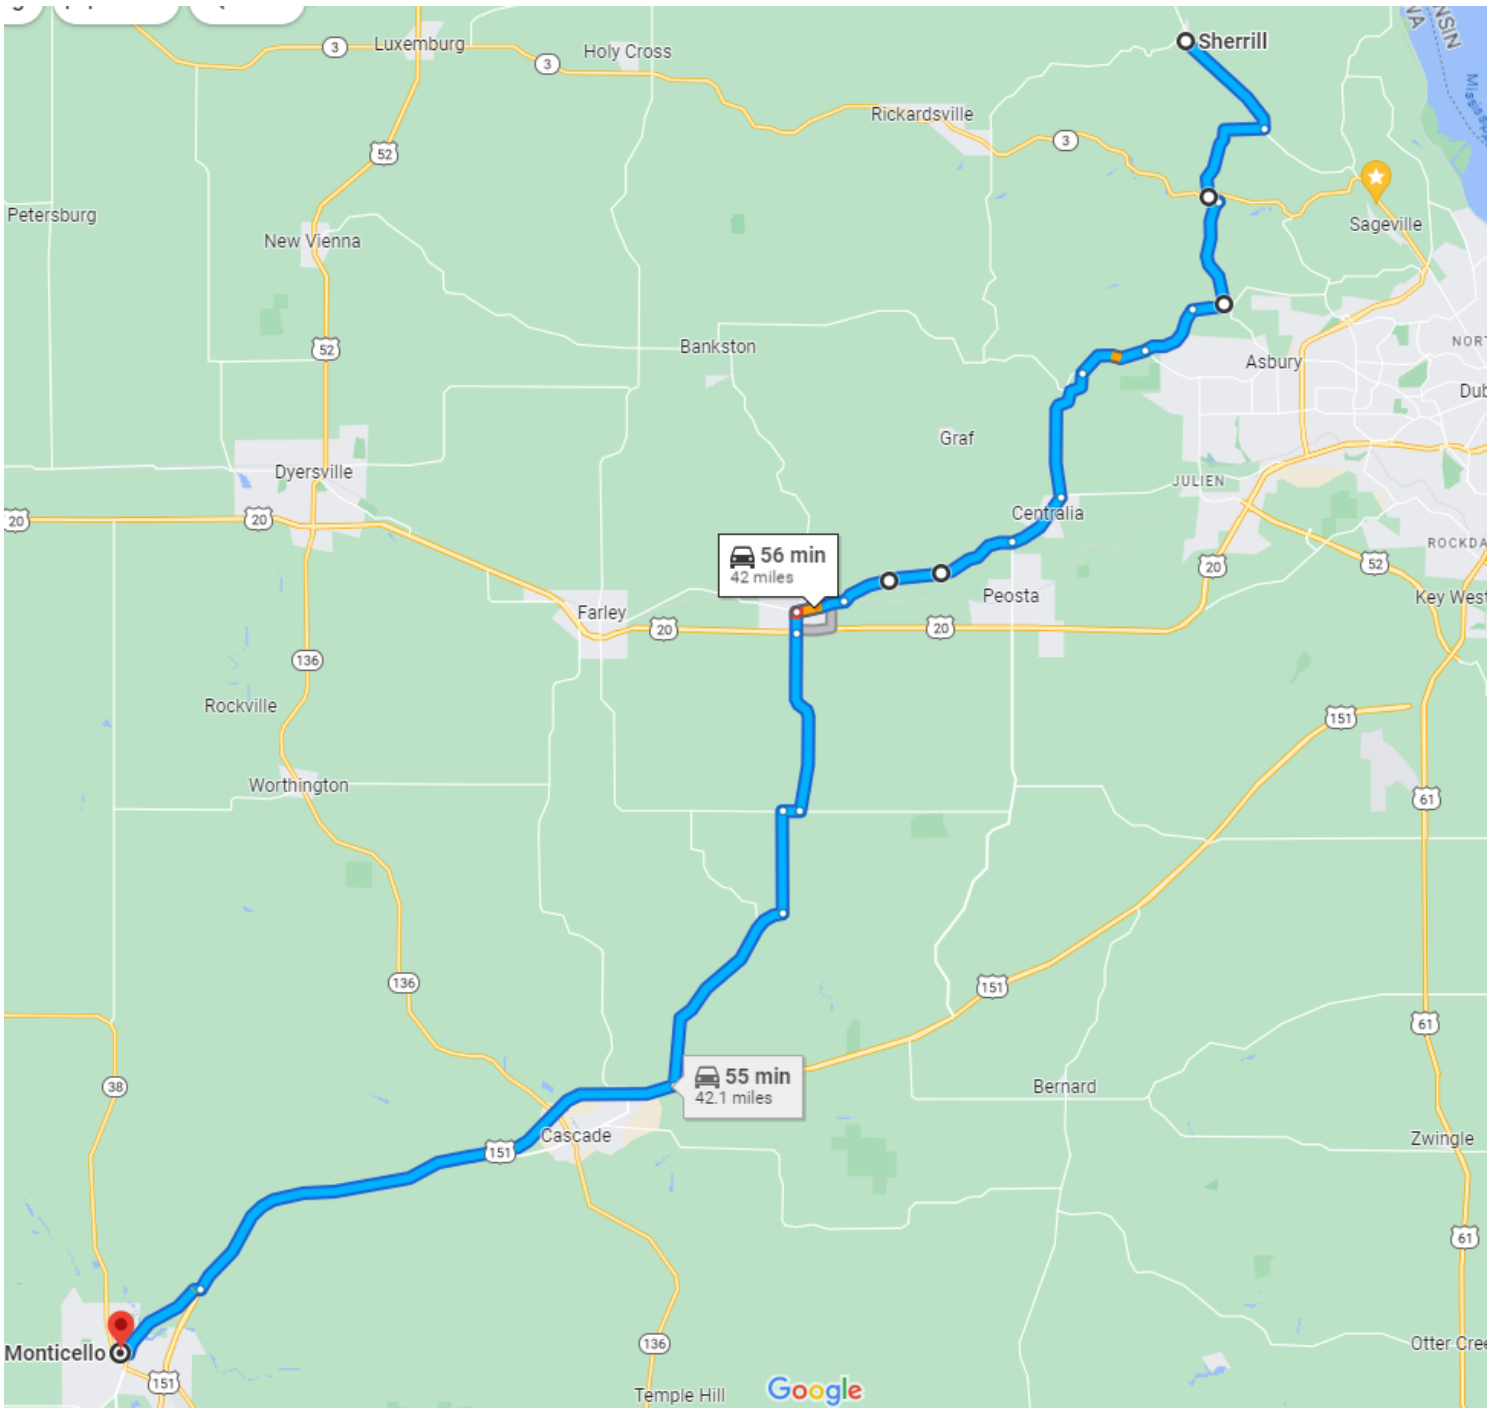 Sherrill
Luxemburg
3
Holy Cross
3
Rickardsville
3
52
Petersburg
New Vienna
Sageville
52
Bankston
Asbury
Graf
Dyersville
JULIEN
20
20
Centralia
56 min
42 miles
20
52
Farley
Peosta
20
20
136
Rockville
151
Worthington
61
136
151
61
38
55 min
42.1 miles
Bernard
Cascade
151
Zwingle
61
Monticello
136
151
Temple Hill
Google